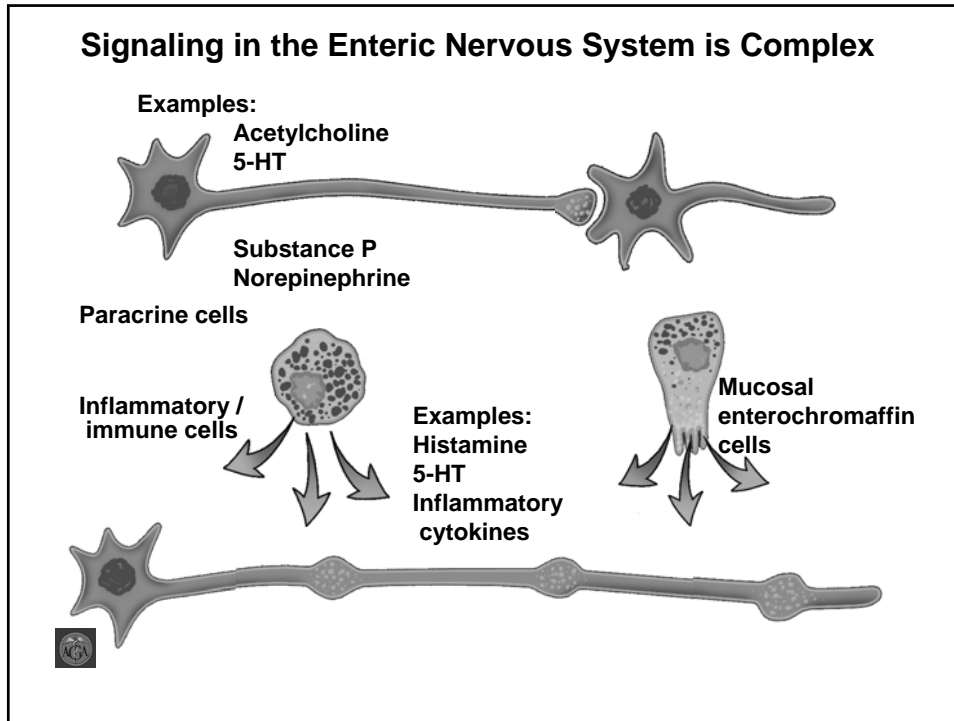 Signaling in the Enteric Nervous System is Complex
Examples:
Acetylcholine
5-HT
Substance P
Norepinephrine
Paracrine cells
Inflammatory /
immune cells
Examples:
Histamine
5-HT
Inflammatory
cytokines
Mucosal
enterochromaffin
cells
AGA